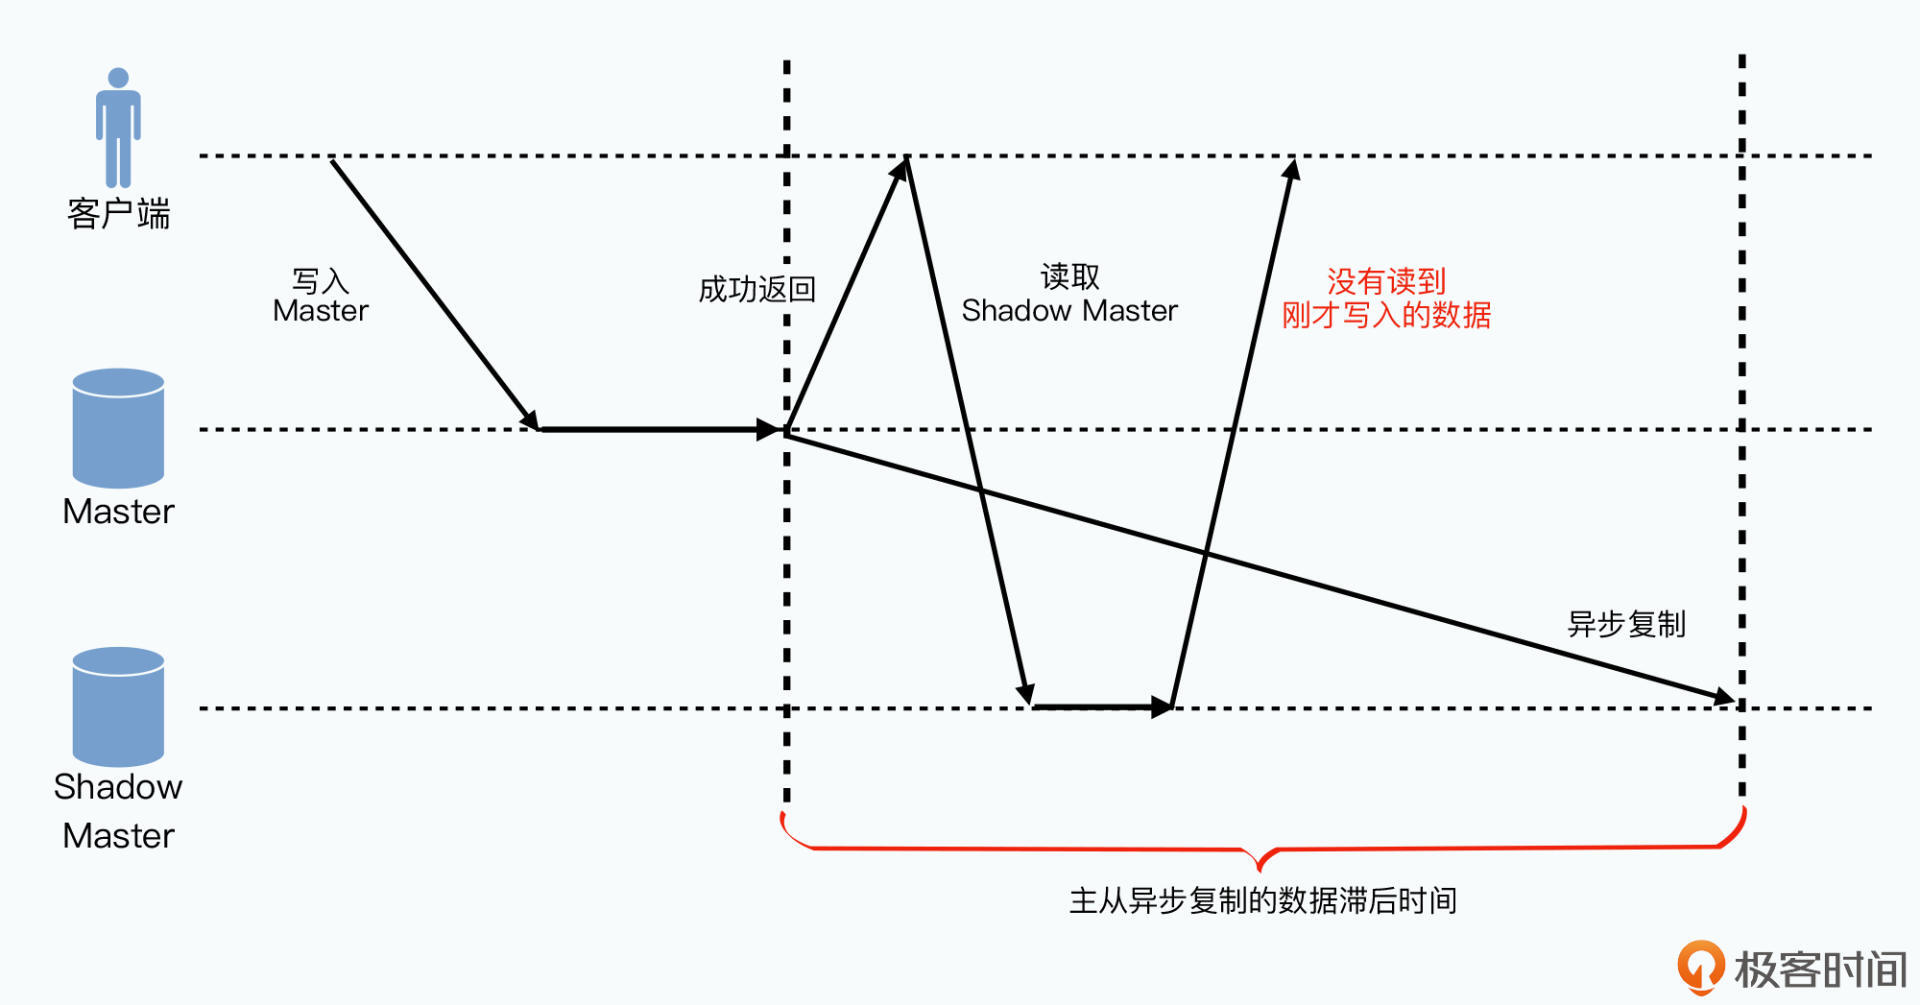 客户端
写入
Master
成功返回
读取
Shadow Master
没有读到
刚才写入的数据
Master
异步复制
Shadow
Master
主从异步复制的数据滞后时间
极客时间